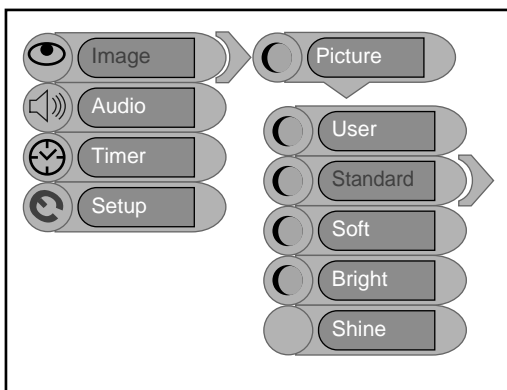 Image
Audio
Timer
Setup
Picture
User
Standard
Soft
Bright
Shine